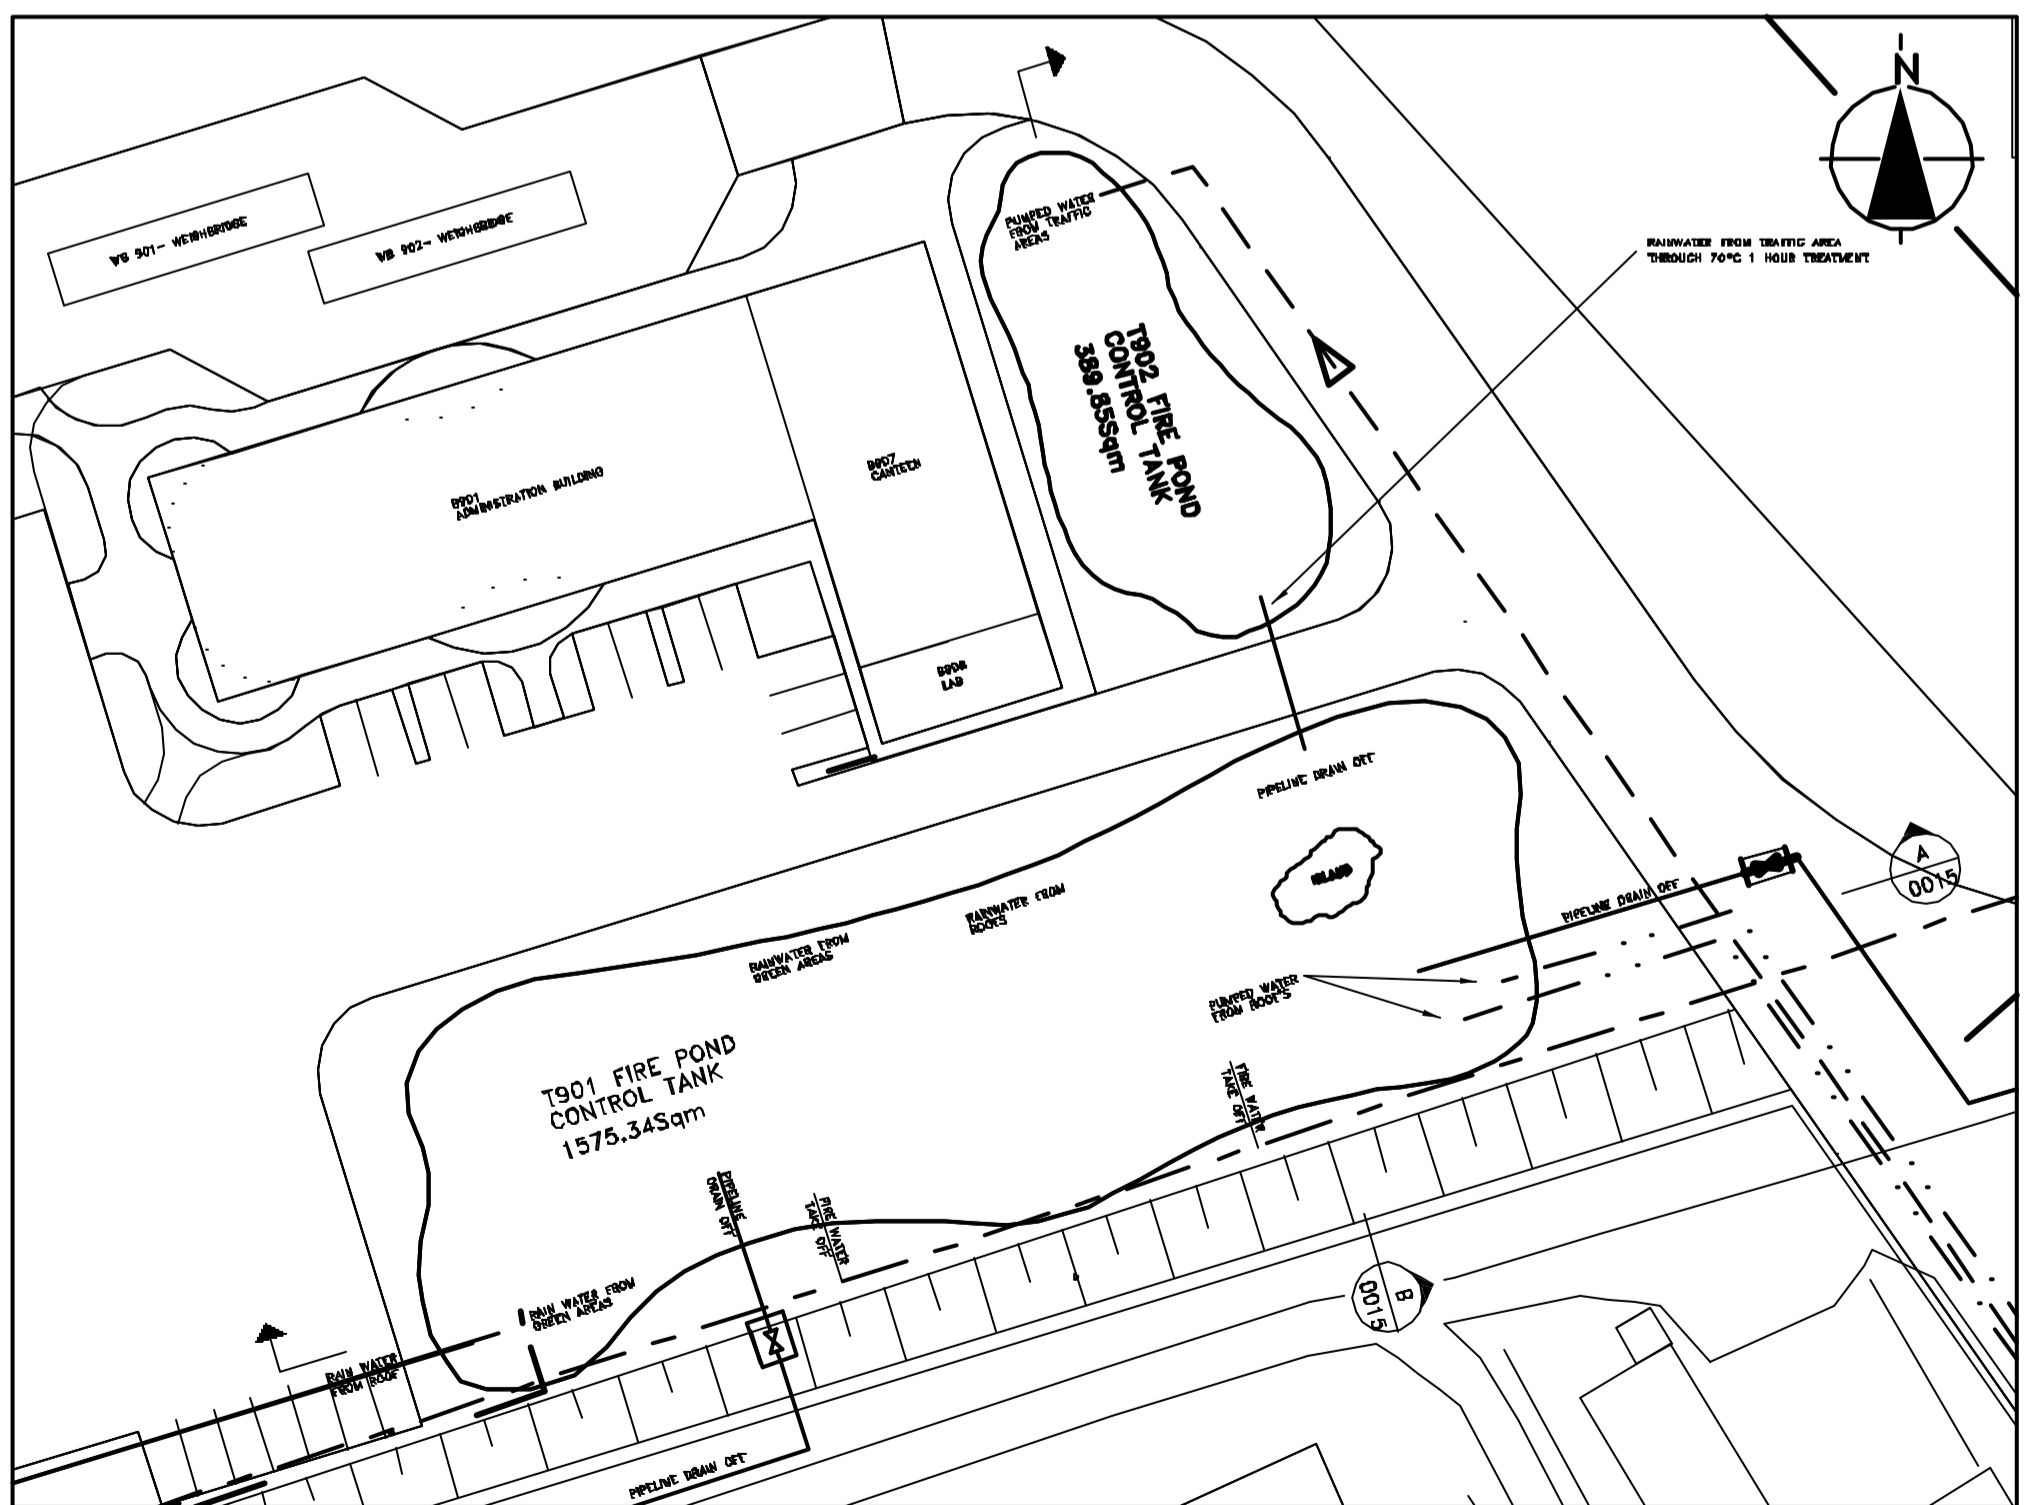 N
WB 901- WEIGHBRIDGE
WB 902- WEIGHBRIDGE
PUMPED WATER
FROM TRAFFIC
AREAS
RAINWATER FROM TRAFFIC AREA
THROUGH 70°C 1 HOUR TREATMENT
T902 FIRE POND
CONTROL TANK
389.85Sqm
B901
ADMINISTRATION BUILDING
B907
CANTEEN
B908
LAB
PIPELINE DRAIN OFF
ISLAND
A
0015
PIPELINE DRAIN OFF
RAINWATER FROM
ROOFS
RAINWATER FROM
GREEN AREAS
PUMPED WATER
FROM ROOF'S
T901 FIRE POND
CONTROL TANK
1575.34Sqm
FIRE WATER
TAKE OFF
PIPELINE
DRAIN OFF
FIRE WATER
TAKE OFF
RAIN WATER FROM
GREEN AREAS
B
0015
RAIN WATER
FROM ROOF
PIPELINE DRAIN OFF